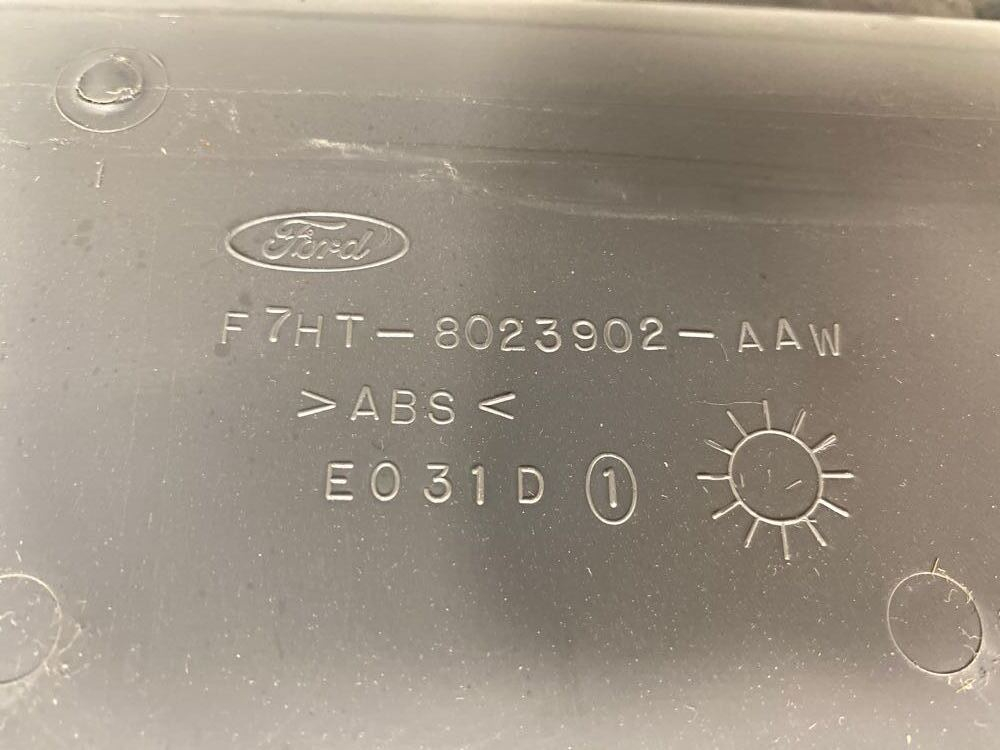 Ford
F7HT-8023902-AAW
>ABS<
E031D 1